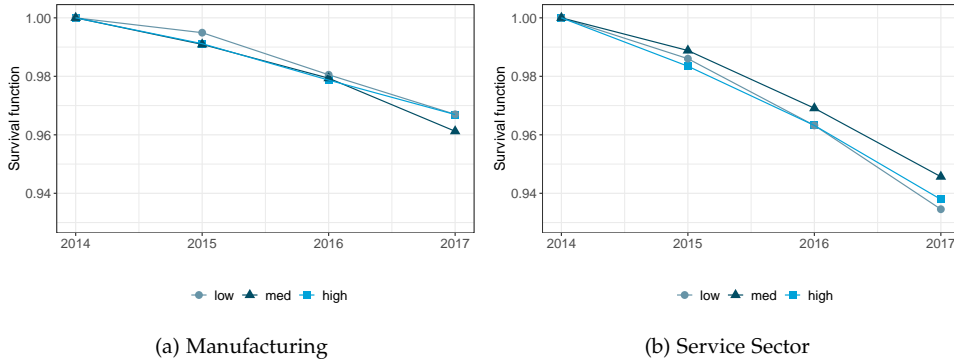 Survival function
1.00
0.98
0.96
0.94
2014 2015 2016 2017
low med high
(a) Manufacturing
Survival function
1.00
0.98
0.96
0.94
2014 2015 2016 2017
low med high
(b) Service Sector